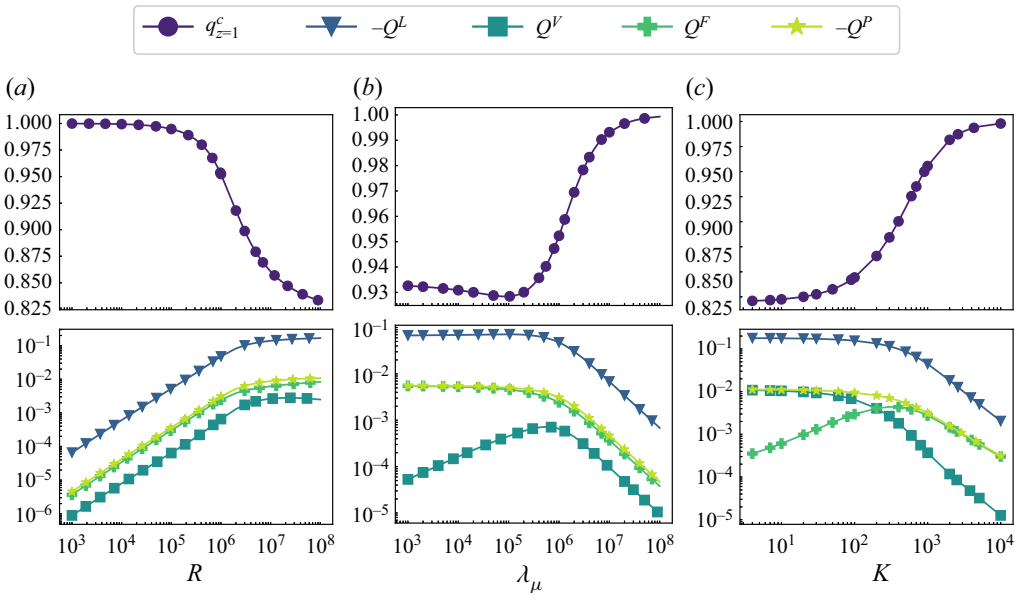 q^c_{z=1} –Q^L Q^V Q^F –Q^P
(a) (b) (c)
1.000 1.00 1.000
0.975 0.99 0.975
0.950 0.98 0.950
0.925 0.97 0.925
0.900 0.96 0.900
0.875 0.95 0.875
0.850 0.94 0.850
0.825 0.93 0.825
10^{-1} 10^{-1} 10^{-1}
10^{-2} 10^{-2} 10^{-2}
10^{-3} 10^{-3} 10^{-3}
10^{-4} 10^{-4} 10^{-4}
10^{-5} 10^{-5} 10^{-5}
10^{-6}
10^3 10^4 10^5 10^6 10^7 10^8 10^3 10^4 10^5 10^6 10^7 10^8 10^1 10^2 10^3 10^4
R λ_μ K